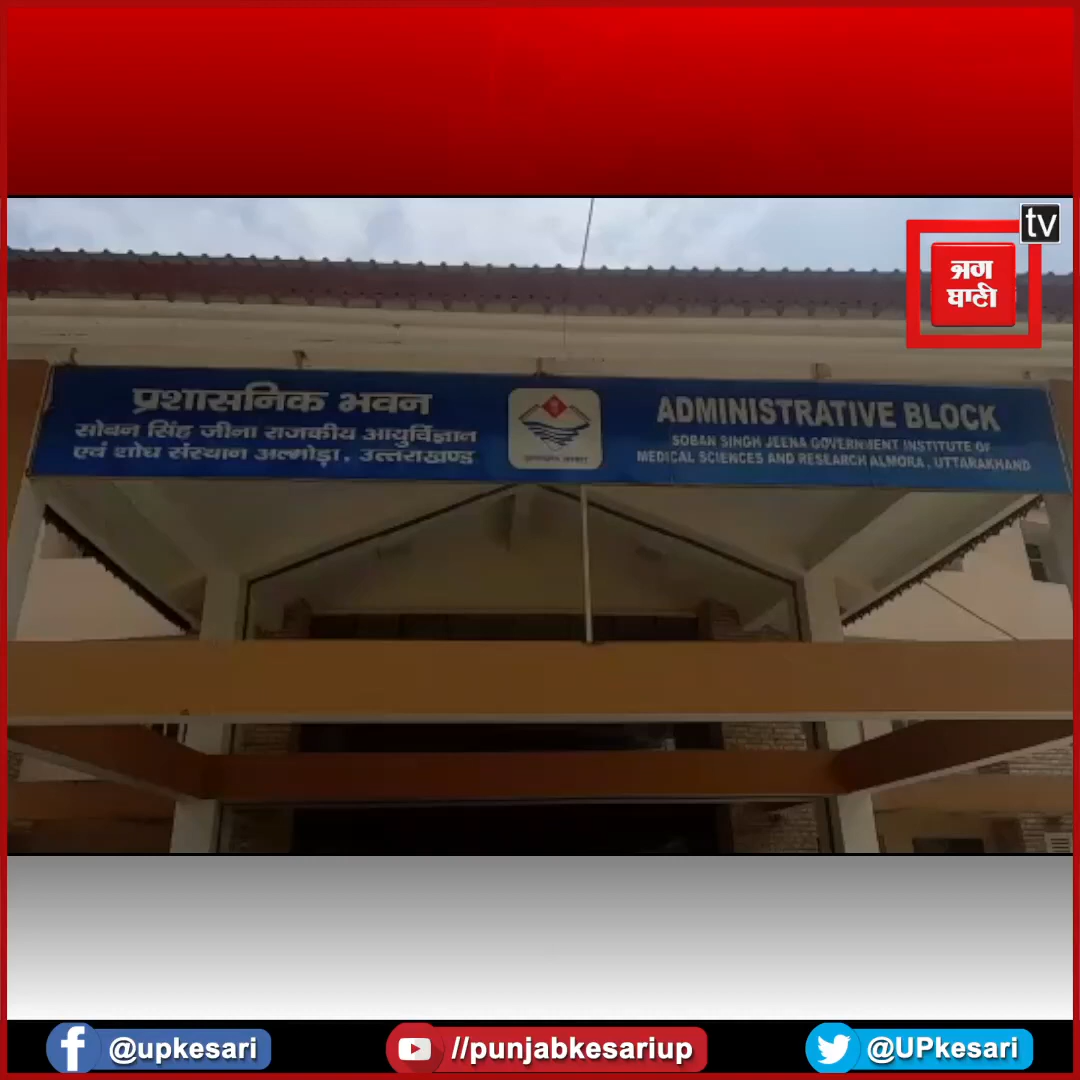 tv
ਜਗ
ਬਾਣੀ
प्रशासनिक भवन
सोबन सिंह जीना राजकीय आयुर्विज्ञान
एवं शोध संस्थान अल्मोड़ा, उत्तराखण्ड
ADMINISTRATIVE BLOCK
SOBAN SINGH JEENA GOVERNMENT INSTITUTE OF
MEDICAL SCIENCES AND RESEARCH ALMORA, UTTARAKHAND
@upkesari
//punjabkesariup
@UPkesari